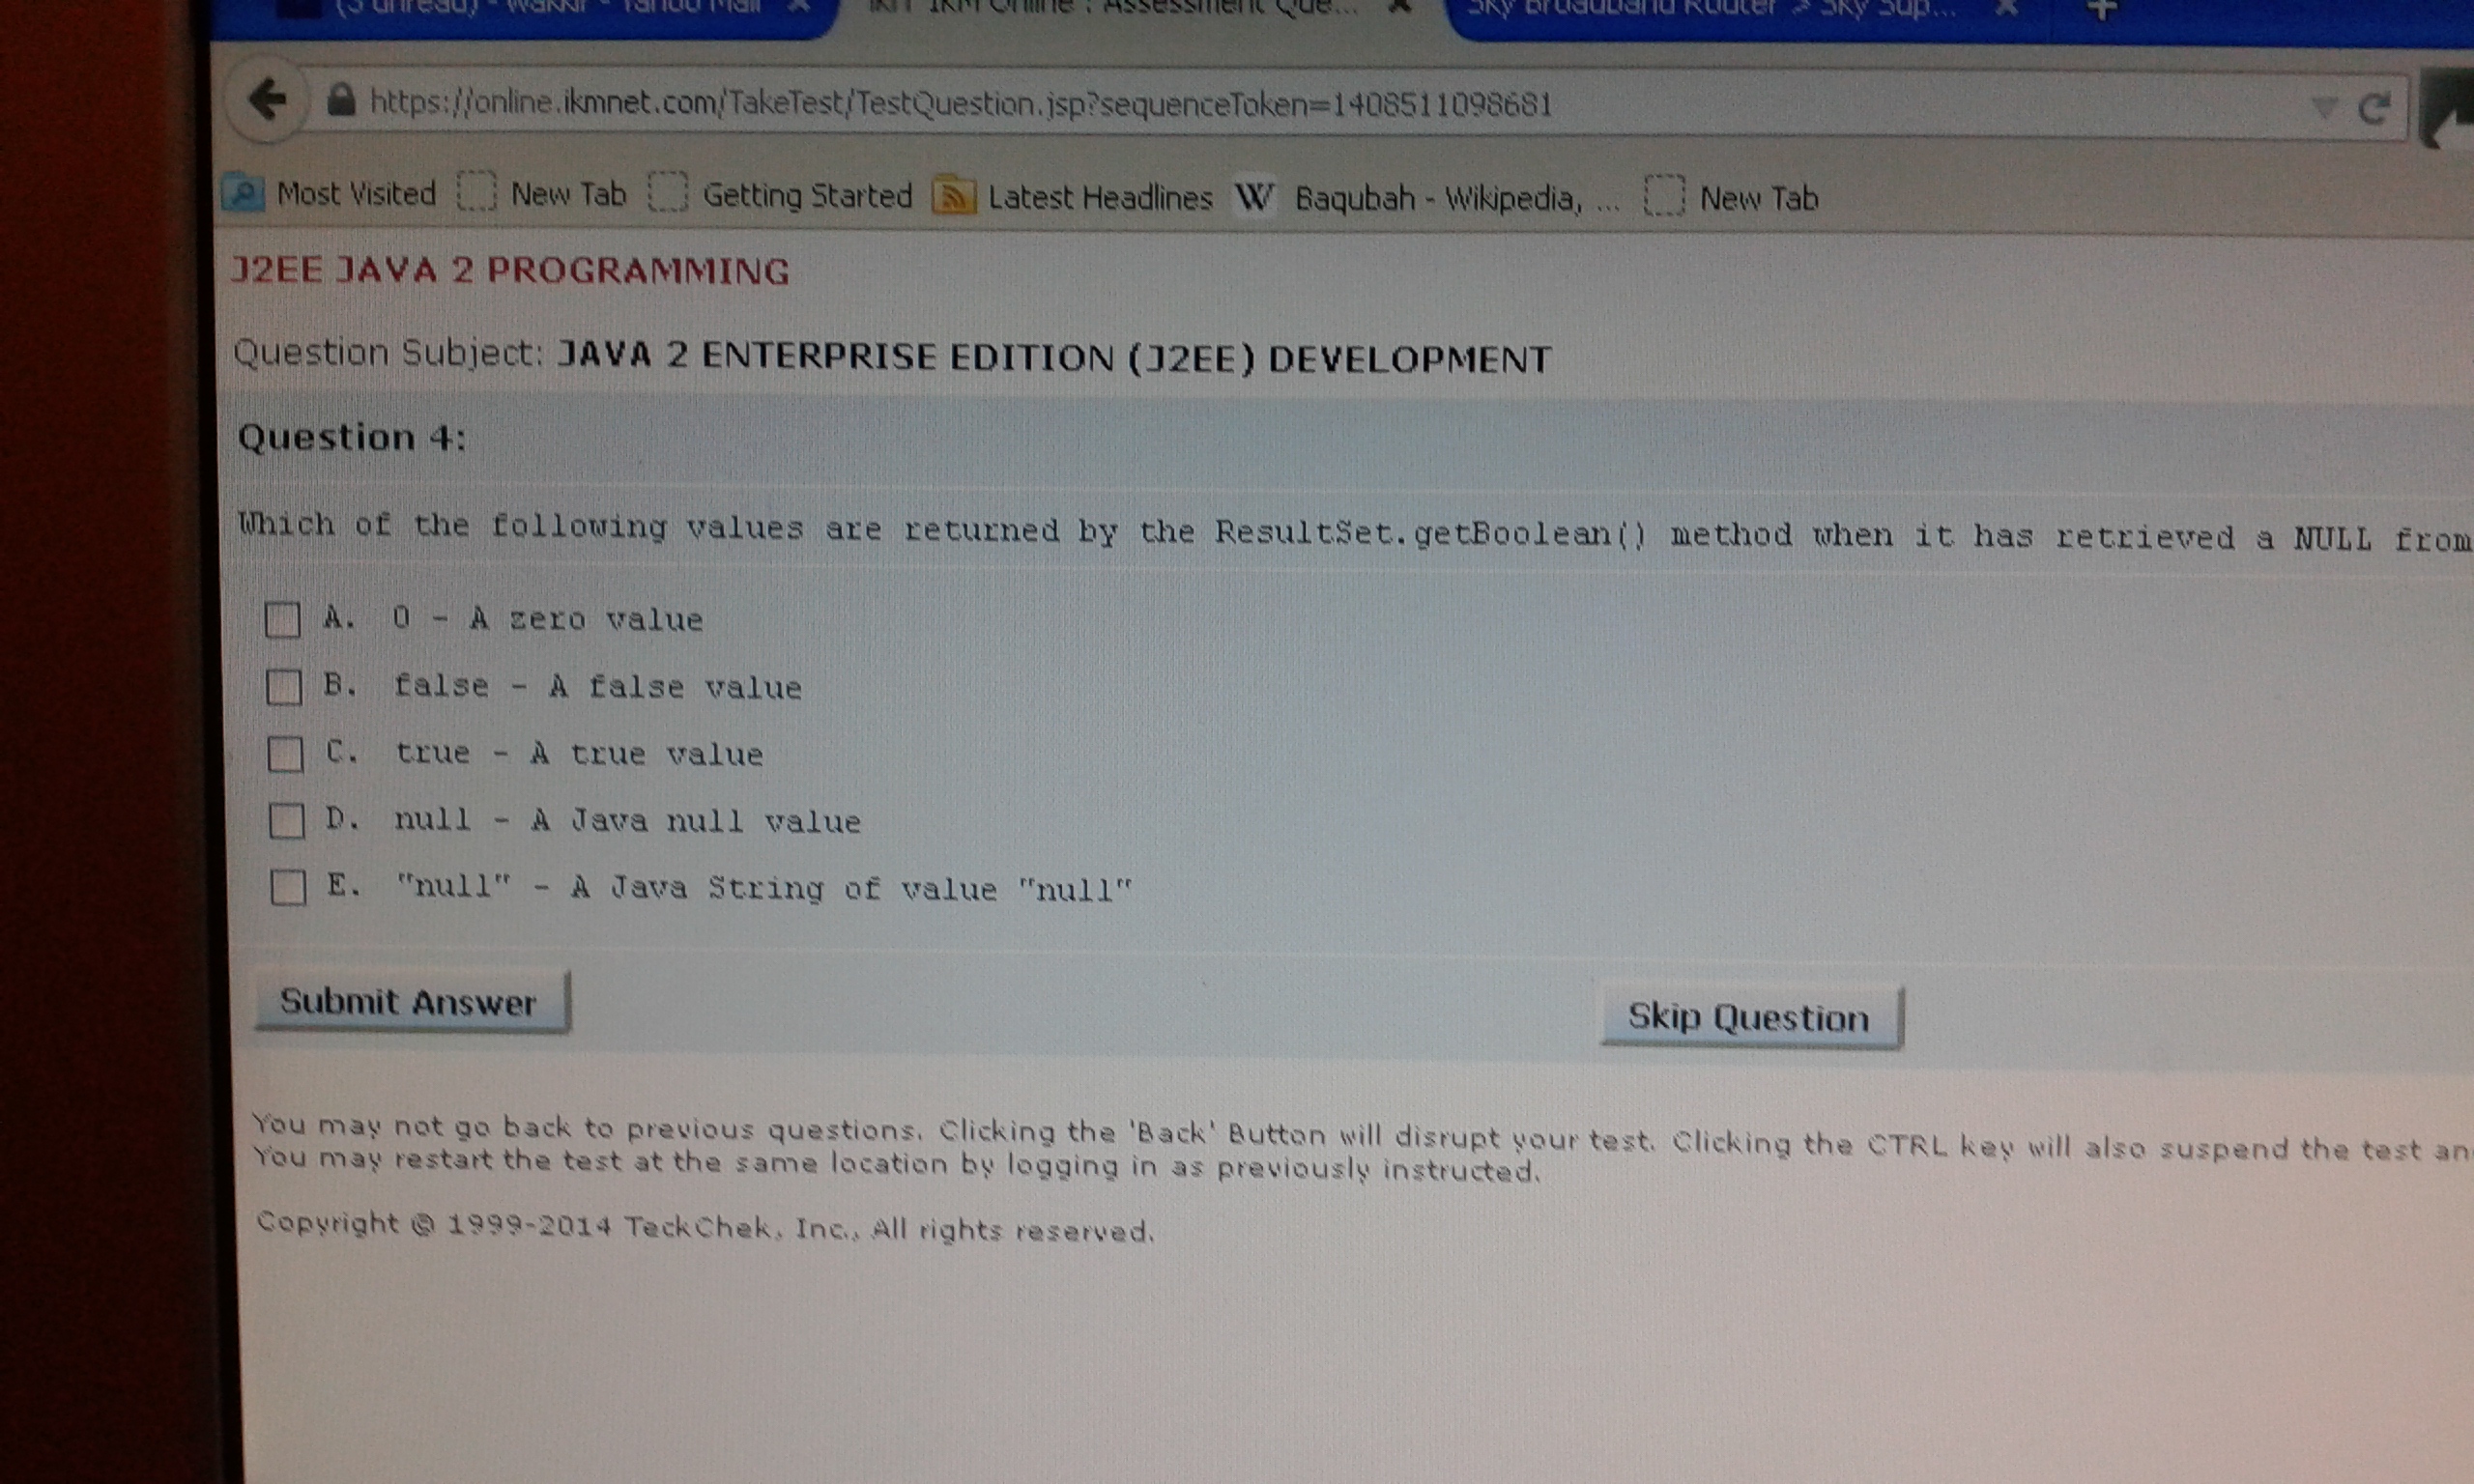 (3 unread) - - Yahoo Mail
IKM Online : Assessment Que...
Sky Broadband Router > Sky Sup...
https://online.ikmnet.com/TakeTest/TestQuestion.jsp?sequenceToken=1408511098681
Most Visited New Tab Getting Started Latest Headlines W Baqubah - Wikipedia, ... New Tab
J2EE JAVA 2 PROGRAMMING
Question Subject: JAVA 2 ENTERPRISE EDITION (J2EE) DEVELOPMENT
Question 4:
Which of the following values are returned by the ResultSet.getBoolean() method when it has retrieved a NULL from
A. 0 - A zero value
B. false - A false value
C. true - A true value
D. null - A Java null value
E. "null" - A Java String of value "null"
Submit Answer Skip Question
You may not go back to previous questions. Clicking the 'Back' Button will disrupt your test. Clicking the CTRL key will also suspend the test an
You may restart the test at the same location by logging in as previously instructed.
Copyright @ 1999-2014 TeckChek, Inc., All rights reserved.